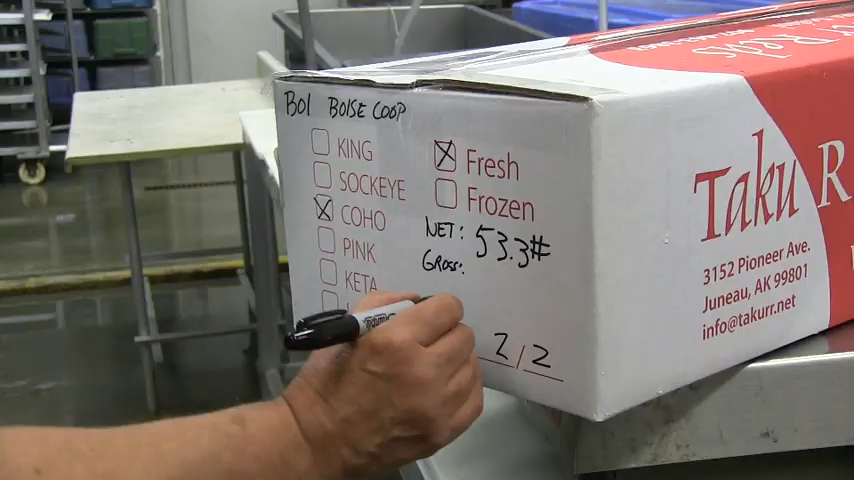 BOI BOISE COOP
KING
SOCKEYE
COHO
PINK
KETA
Fresh
Frozen
NET: 53.3#
GROSS:
2/2
Taku R
3152 Pioneer Ave.
Juneau, AK 99801
info@takurr.net